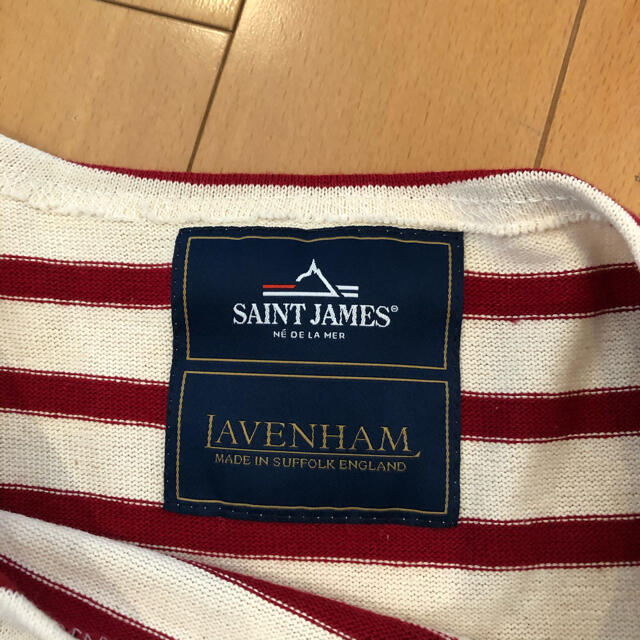 SAINT JAMES®
NÉ DE LA MER
LAVENHAM
MADE IN SUFFOLK ENGLAND